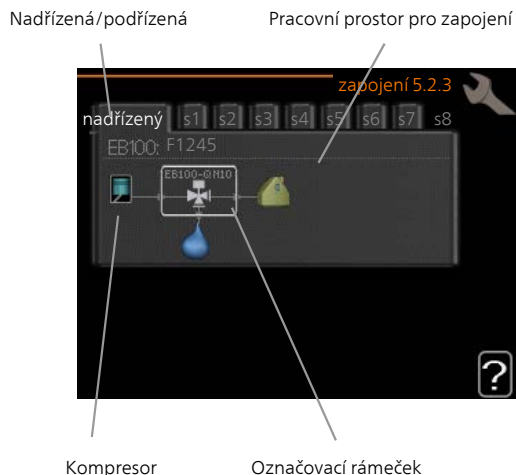 Nadřízená/podřízená
Pracovní prostor pro zapojení
zapojení 5.2.3
nadřízený s1 s2 s3 s4 s5 s6 s7 s8
EB100: F1245
EB100-QM10
?
Kompresor
Označovací rámeček